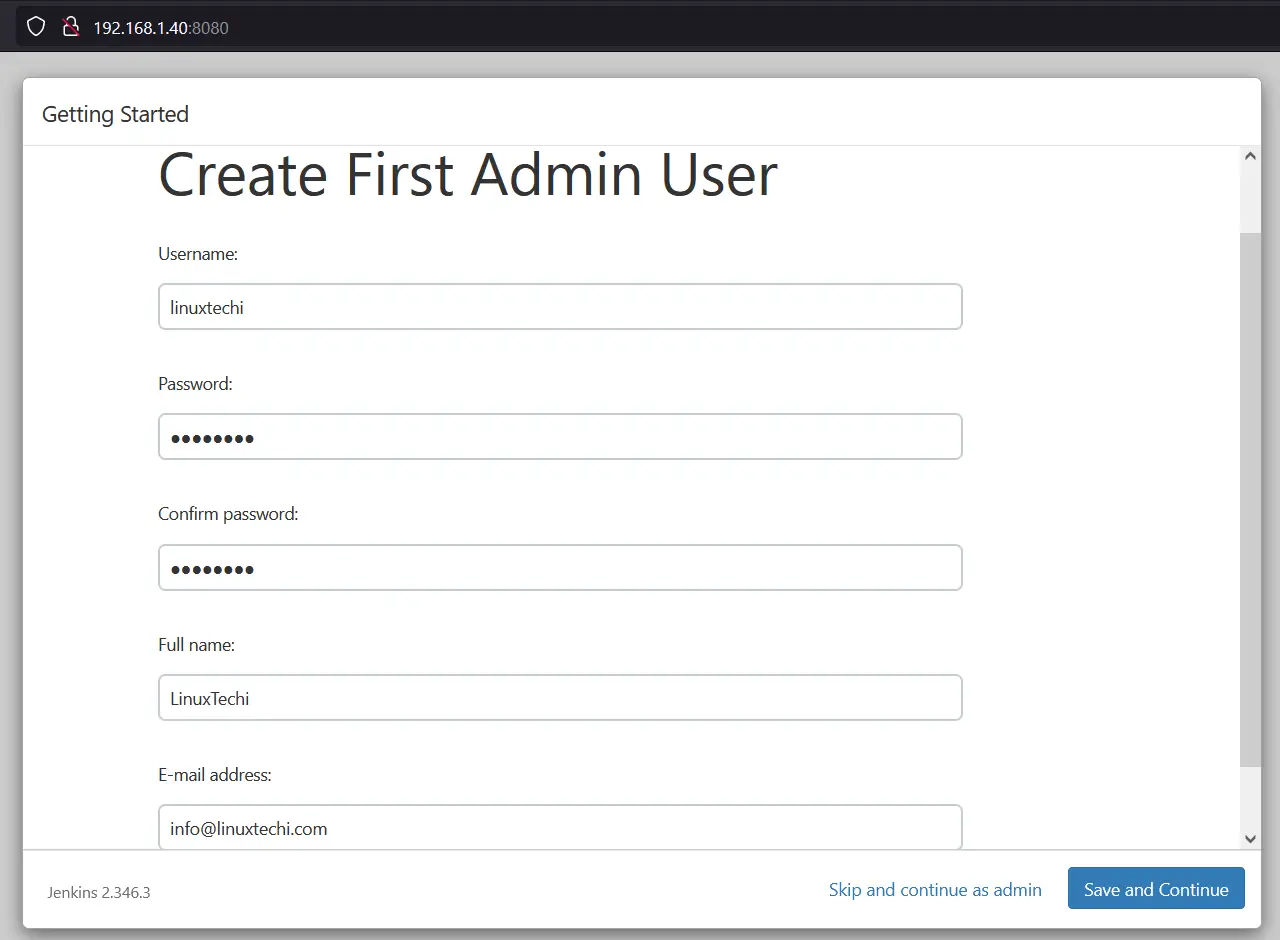 192.168.1.40:8080
Getting Started
Create First Admin User
Username:
linuxtechi
Password:
••••••••
Confirm password:
••••••••
Full name:
LinuxTechi
E-mail address:
info@linuxtechi.com
Jenkins 2.346.3
Skip and continue as admin
Save and Continue